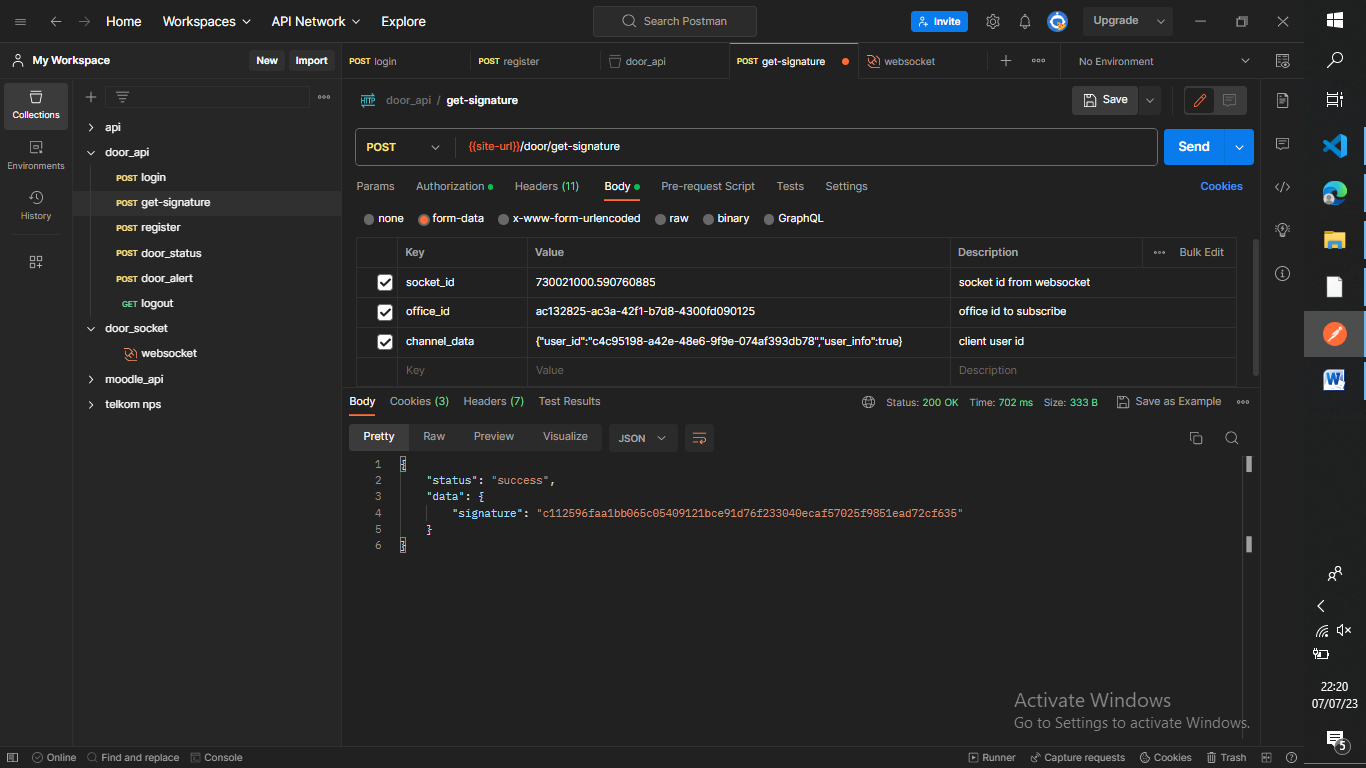 Home Workspaces API Network Explore Search Postman Invite Upgrade
My Workspace New Import POST login POST register door_api POST get-signature websocket No Environment
Collections
Environments
History
api
door_api
POST login
POST get-signature
POST register
POST door_status
POST door_alert
GET logout
door_socket
websocket
moodle_api
telkom nps
HTTP door_api / get-signature Save
POST {{site-url}}/door/get-signature Send
Params Authorization Headers (11) Body Pre-request Script Tests Settings Cookies
none form-data x-www-form-urlencoded raw binary GraphQL
Key Value Description Bulk Edit
socket_id 730021000.590760885 socket id from websocket
office_id ac132825-ac3a-42f1-b7d8-4300fd090125 office id to subscribe
channel_data {"user_id":"c4c95198-a42e-48e6-9f9e-074af393db78","user_info":true} client user id
Key Value Description
Body Cookies (3) Headers (7) Test Results Status: 200 OK Time: 702 ms Size: 333 B Save as Example
Pretty Raw Preview Visualize JSON
1 {
2 "status": "success",
3 "data": {
4 "signature": "c112596faa1bb065c05409121bce91d76f233040ecaf57025f9851ead72cf635"
5 }
6 }
Activate Windows
Go to Settings to activate Windows.
22:20
07/07/23
5
Online Find and replace Console Runner Capture requests Cookies Trash